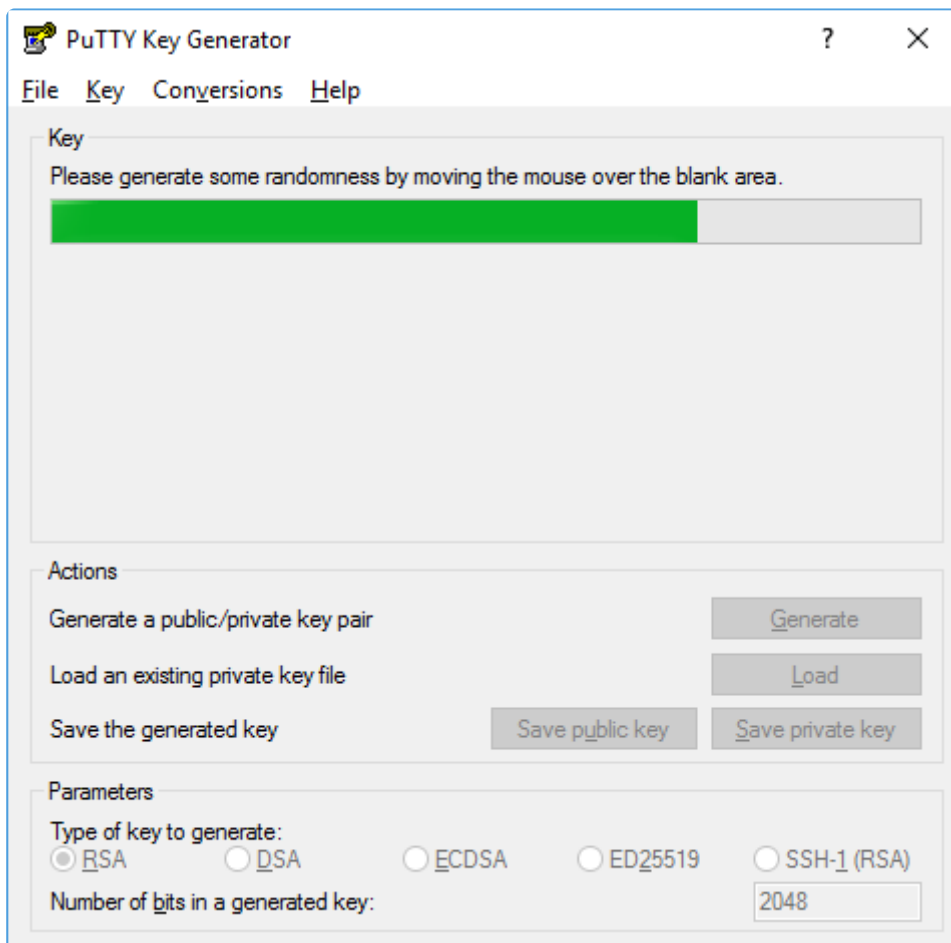 PuTTY Key Generator ?
File Key Conversions Help
Key
Please generate some randomness by moving the mouse over the blank area.
Actions
Generate a public/private key pair Generate
Load an existing private key file Load
Save the generated key Save public key Save private key
Parameters
Type of key to generate:
RSA DSA ECDSA ED25519 SSH-1 (RSA)
Number of bits in a generated key: 2048